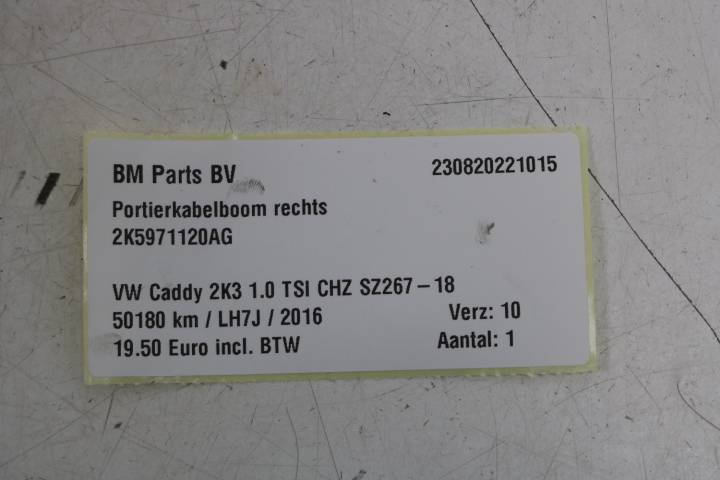 BM Parts BV 230820221015
Portierkabelboom rechts
2K5971120AG
VW Caddy 2K3 1.0 TSI CHZ SZ267-18
50180 km / LH7J / 2016 Verz: 10
19.50 Euro incl. BTW Aantal: 1